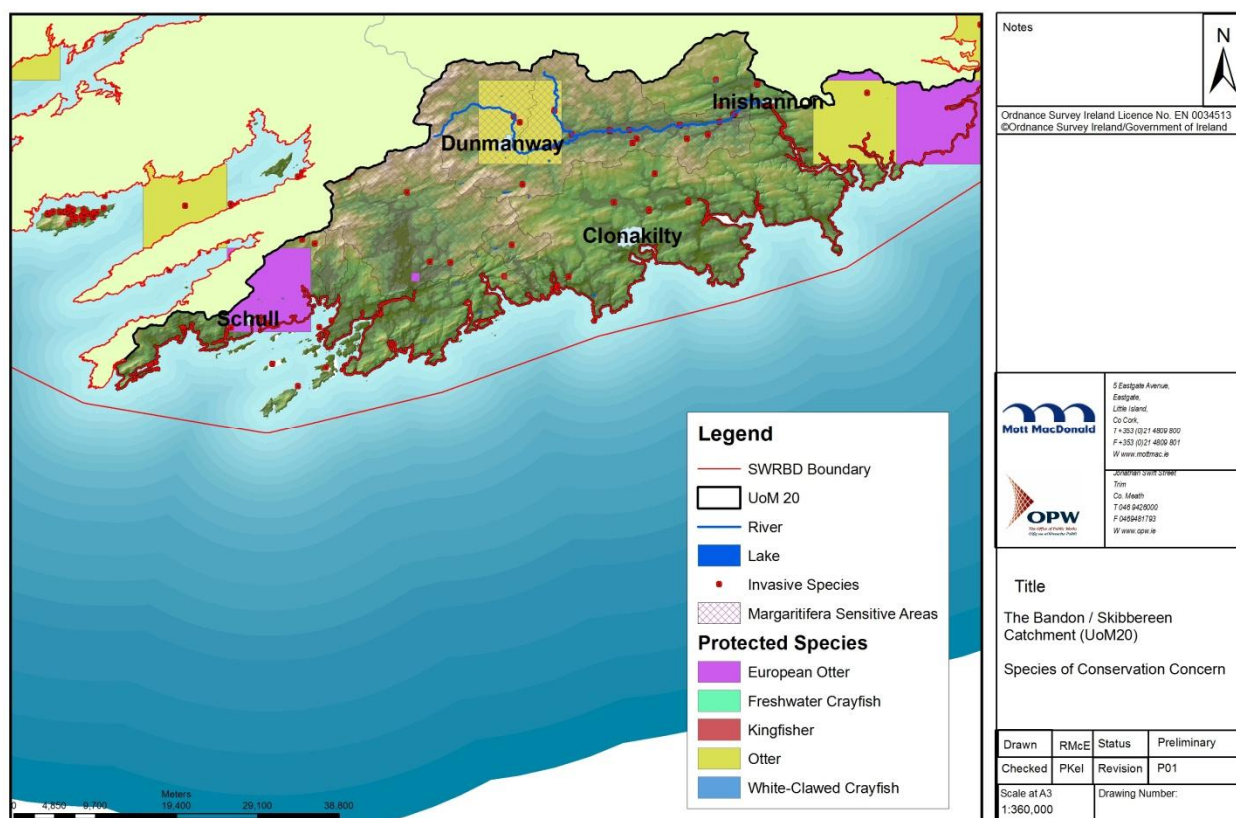 Inishannon
Dunmanway
Clonakilty
Schull
Legend
SWRBD Boundary
UoM 20
River
Lake
Invasive Species
Margaritifera Sensitive Areas
Protected Species
European Otter
Freshwater Crayfish
Kingfisher
Otter
White-Clawed Crayfish
Meters
0 4,850 9,700 19,400 29,100 38,800
Notes
N
Ordnance Survey Ireland Licence No. EN 0034513
©Ordnance Survey Ireland/Government of Ireland
Mott MacDonald
5 Eastgate Avenue,
Eastgate,
Little Island,
Co Cork,
T +353 (0)21 4809 800
F +353 (0)21 4809 801
W www.mottmac.ie
OPW
The Office of Public Works
Jonathan Swift Street
Trim
Co. Meath
T 046 9426000
F 0469481793
W www.opw.ie
Title
The Bandon / Skibbereen
Catchment (UoM20)
Species of Conservation Concern
Drawn RMcE Status Preliminary
Checked PKel Revision P01
Scale at A3 Drawing Number:
1:360,000